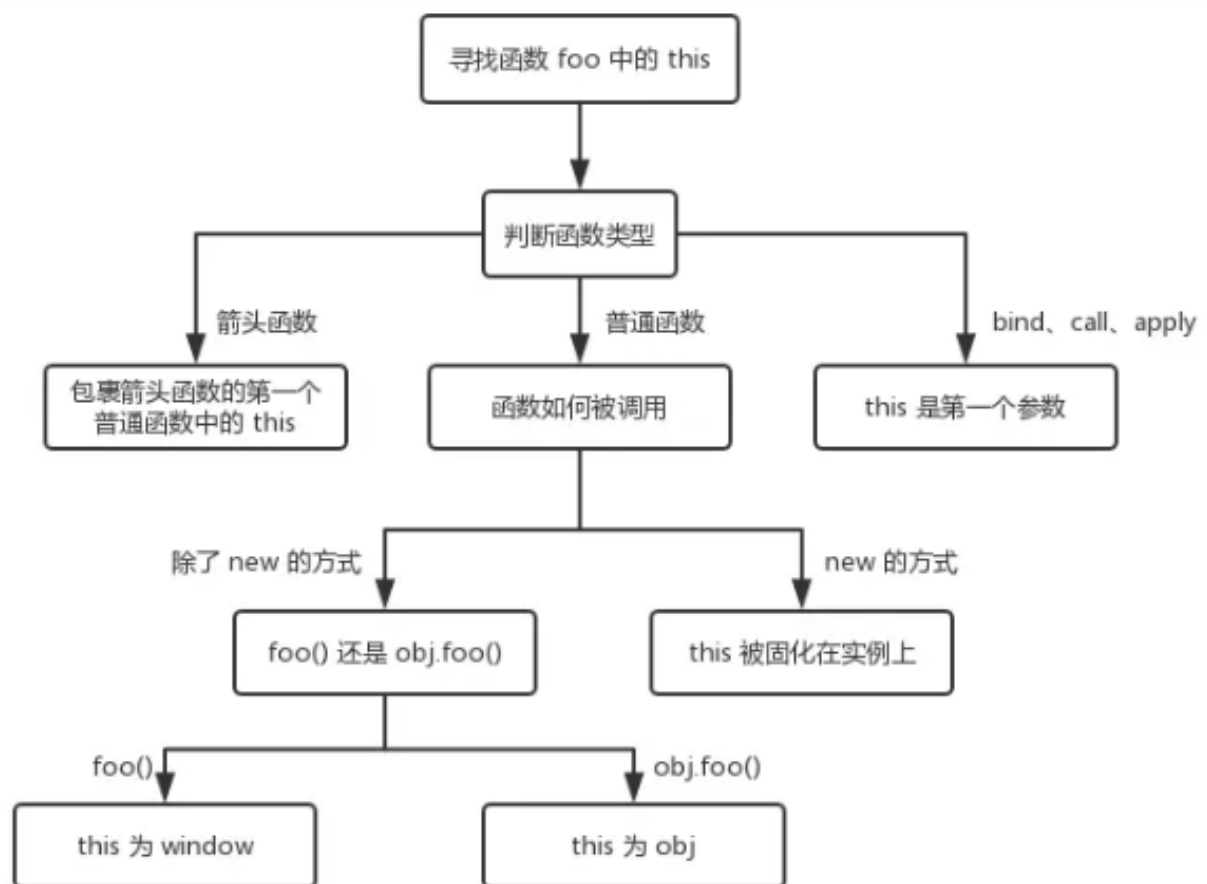 寻找函数 foo 中的 this
判断函数类型
箭头函数
普通函数
bind、call、apply
包裹箭头函数的第一个
普通函数中的 this
函数如何被调用
this 是第一个参数
除了 new 的方式
new 的方式
foo() 还是 obj.foo()
this 被固化在实例上
foo()
obj.foo()
this 为 window
this 为 obj